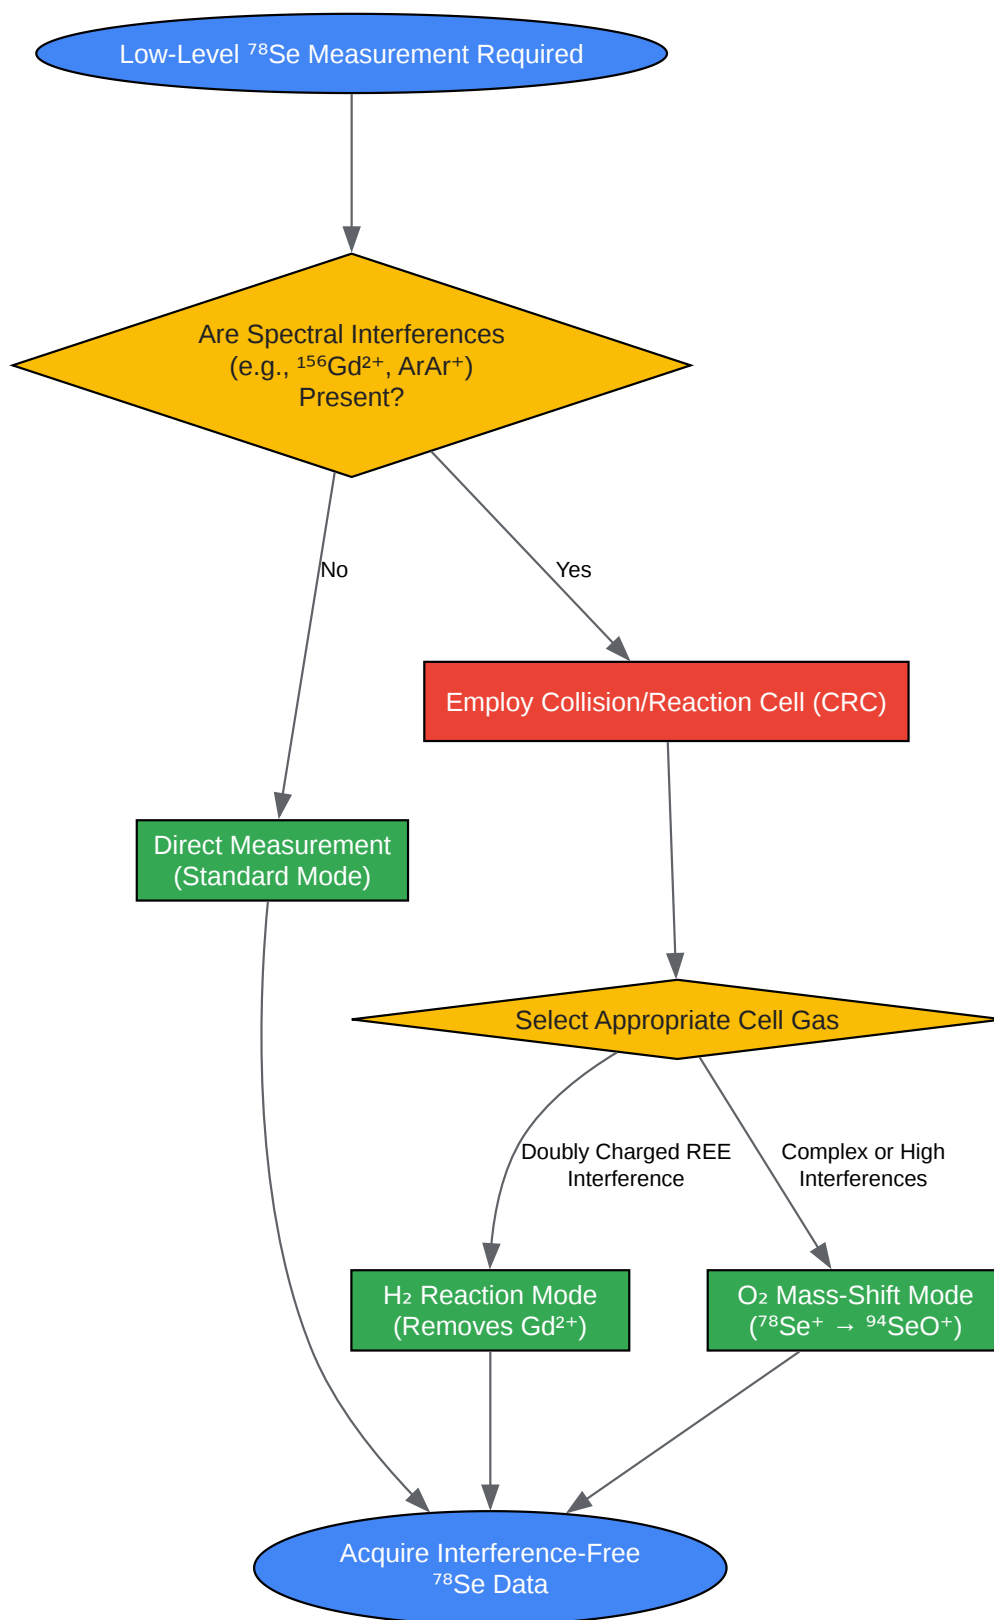 Low-Level ⁷⁸Se Measurement Required
Are Spectral Interferences
(e.g., ¹⁵⁶Gd²⁺, ArAr⁺)
Present?
No
Yes
Employ Collision/Reaction Cell (CRC)
Direct Measurement
(Standard Mode)
Select Appropriate Cell Gas
Doubly Charged REE
Interference
Complex or High
Interferences
H₂ Reaction Mode
(Removes Gd²⁺)
O₂ Mass-Shift Mode
(⁷⁸Se⁺ → ⁹⁴SeO⁺)
Acquire Interference-Free
⁷⁸Se Data